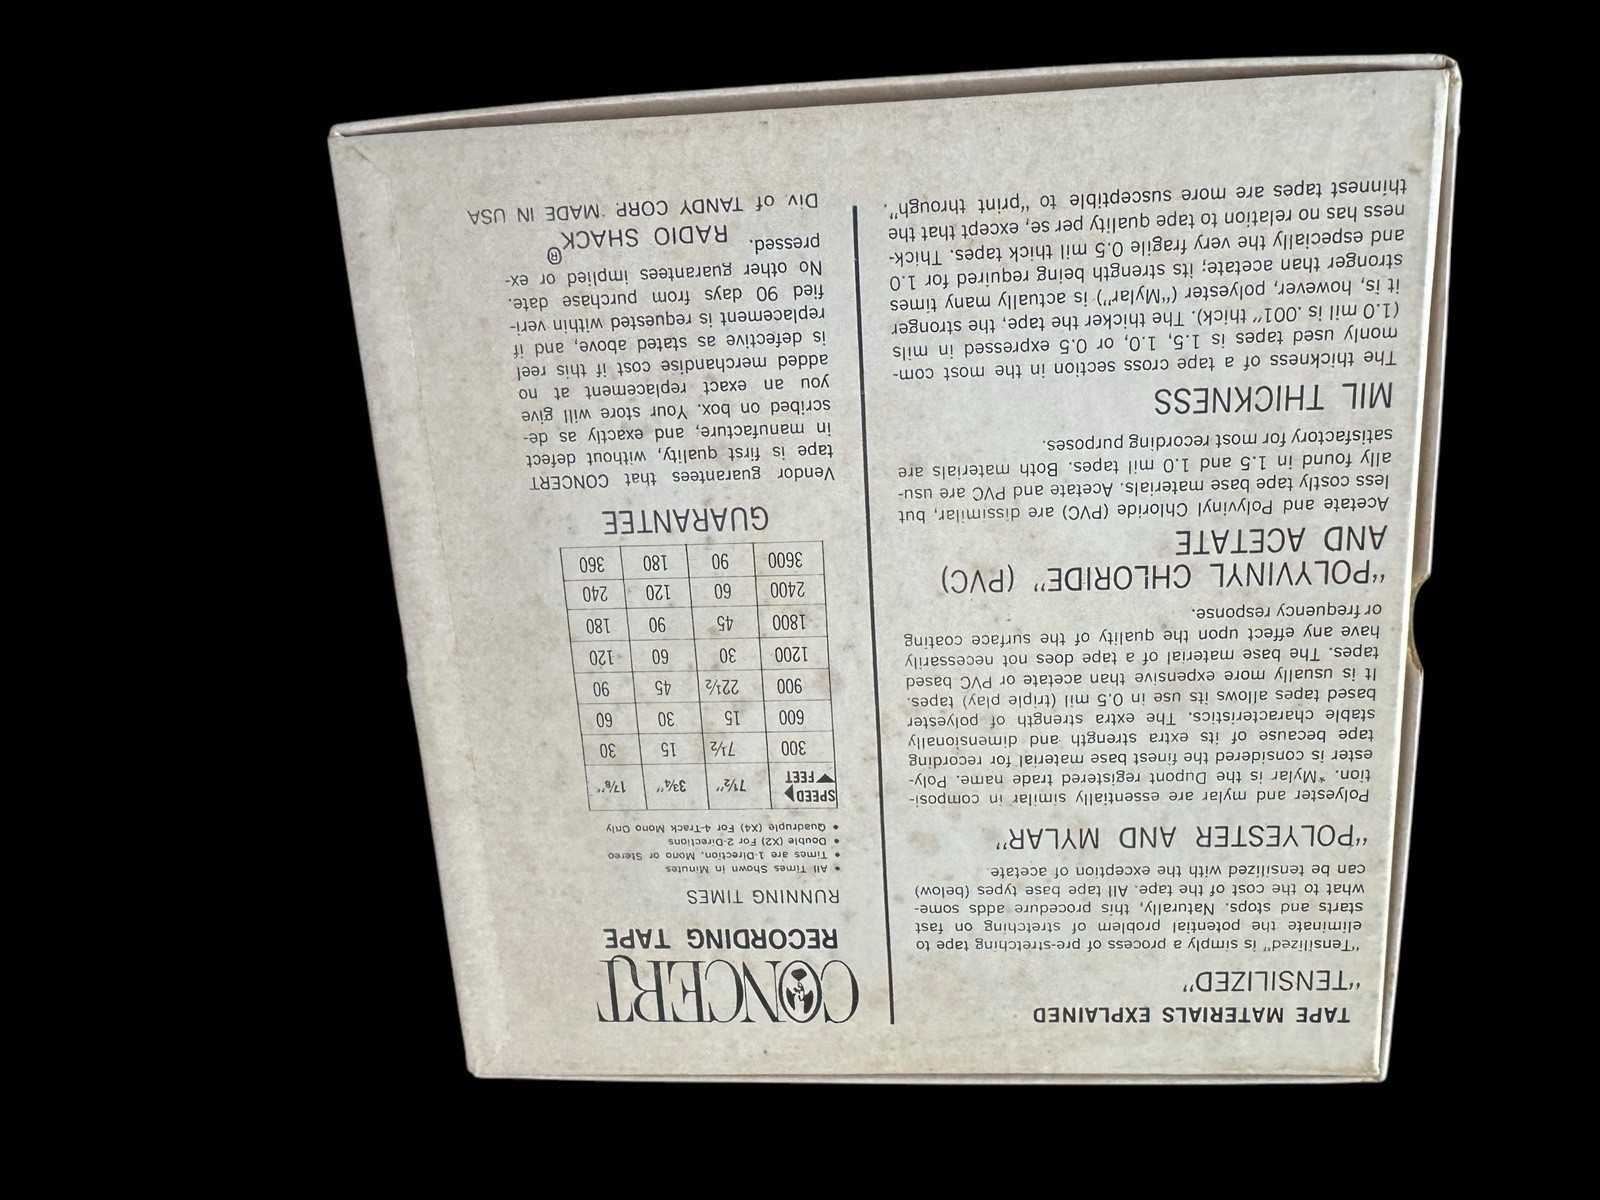 TAPE MATERIALS EXPLAINED
"TENSILIZED"
"Tensilized" is simply a process of pre-stretching tape to
eliminate the potential problem of stretching on fast
starts and stops. Naturally, this procedure adds some-
what to the cost of the tape. All tape base types (below)
can be tensilized with the exception of acetate.
"POLYESTER AND MYLAR"
Polyester and mylar are essentially similar in composi-
tion. *Mylar is the Dupont registered trade name. Poly-
ester is considered the finest base material for recording
tape because of its extra strength and dimensionally
stable characteristics. The extra strength of polyester
based tapes allows its use in 0.5 mil (triple play) tapes.
It is usually more expensive than acetate or PVC based
tapes. The base material of a tape does not necessarily
have any effect upon the quality of the surface coating
or frequency response.
"POLYVINYL CHLORIDE" (PVC)
AND ACETATE
Acetate and Polyvinyl Chloride (PVC) are dissimilar, but
less costly tape base materials. Acetate and PVC are usu-
ally found in 1.5 and 1.0 mil tapes. Both materials are
satisfactory for most recording purposes.
MIL THICKNESS
The thickness of a tape cross section in the most com-
monly used tapes is 1.5, 1.0, or 0.5 expressed in mils
(1.0 mil is .001" thick). The thicker the tape, the stronger
it is, however, polyester ("Mylar") is actually many times
stronger than acetate; its strength being required for 1.0
and especially the very fragile 0.5 mil thick tapes. Thick-
ness has no relation to tape quality per se, except that the
thinnest tapes are more susceptible to "print through".
CONCERT
RECORDING TAPE
RUNNING TIMES
• All Times Shown in Minutes
• Times are 1-Direction, Mono or Stereo
• Double (X2) For 2-Directions
• Quadruple (X4) For 4-Track Mono Only
SPEED▶ 7½" 3¾" 1⅞"
▼FEET
300 7½ 15 30
600 15 30 60
900 22½ 45 90
1200 30 60 120
1800 45 90 180
2400 60 120 240
3600 90 180 360
GUARANTEE
Vendor guarantees that CONCERT
tape is first quality, without defect
in manufacture, and exactly as de-
scribed on box. Your store will give
you an exact replacement at no
added merchandise cost if this reel
is defective as stated above, and if
replacement is requested within veri-
fied 90 days from purchase date.
No other guarantees implied or ex-
pressed. RADIO SHACK®
Div. of TANDY CORP. MADE IN USA